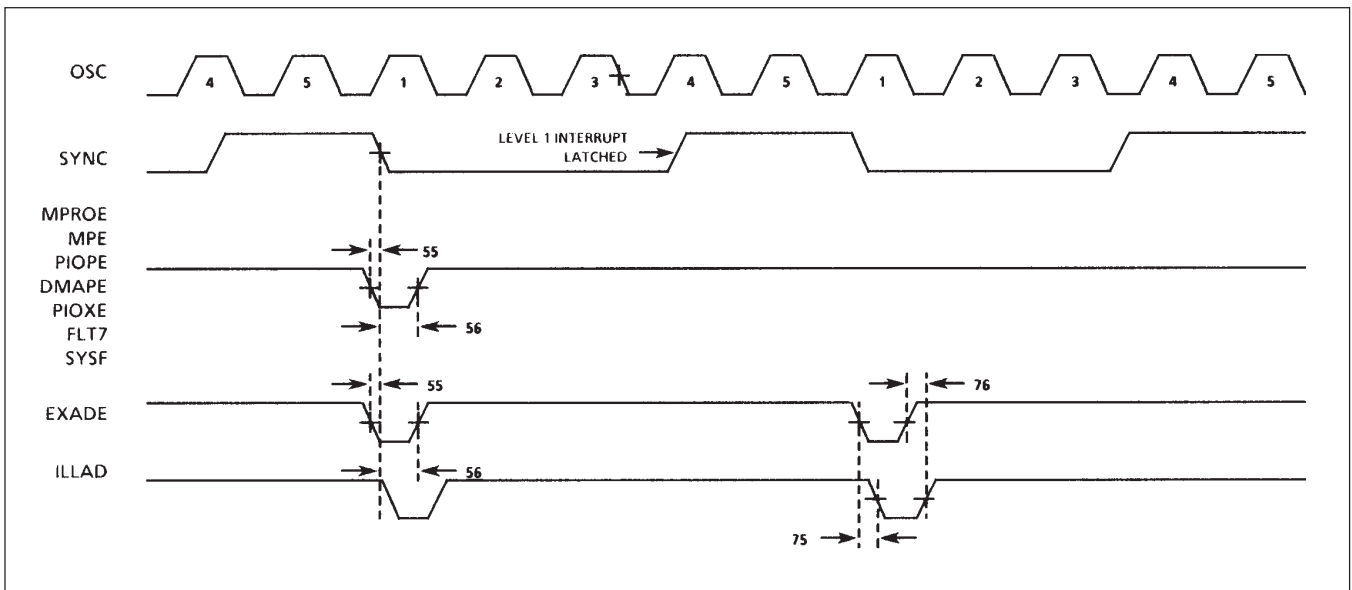 OSC
4 5 1 2 3 4 5 1 2 3 4 5
SYNC
LEVEL 1 INTERRUPT
LATCHED
MPROE
MPE
PIOPE
DMAPE
PIOXE
FLT7
SYSF
55
56
EXADE
55
76
ILLAD
56
75